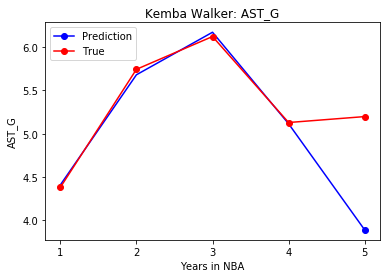 Kemba Walker: AST_G
Prediction
True
AST_G
6.0
5.5
5.0
4.5
4.0
1 2 3 4 5
Years in NBA